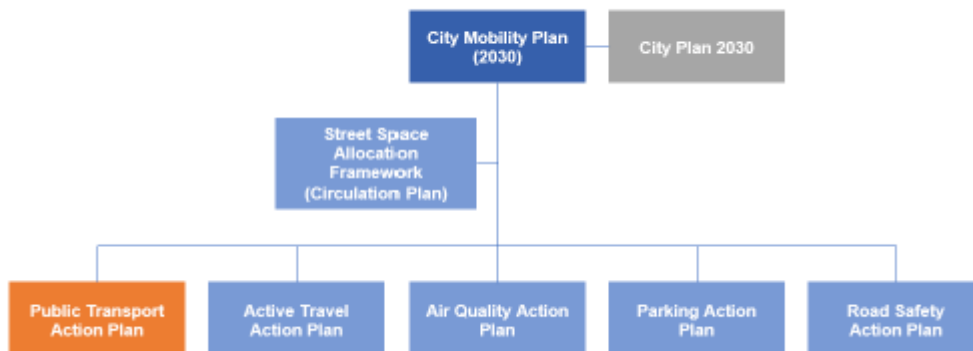 City Mobility Plan
(2030)
City Plan 2030
Street Space
Allocation
Framework
(Circulation Plan)
Public Transport
Action Plan
Active Travel
Action Plan
Air Quality Action
Plan
Parking Action
Plan
Road Safety
Action Plan